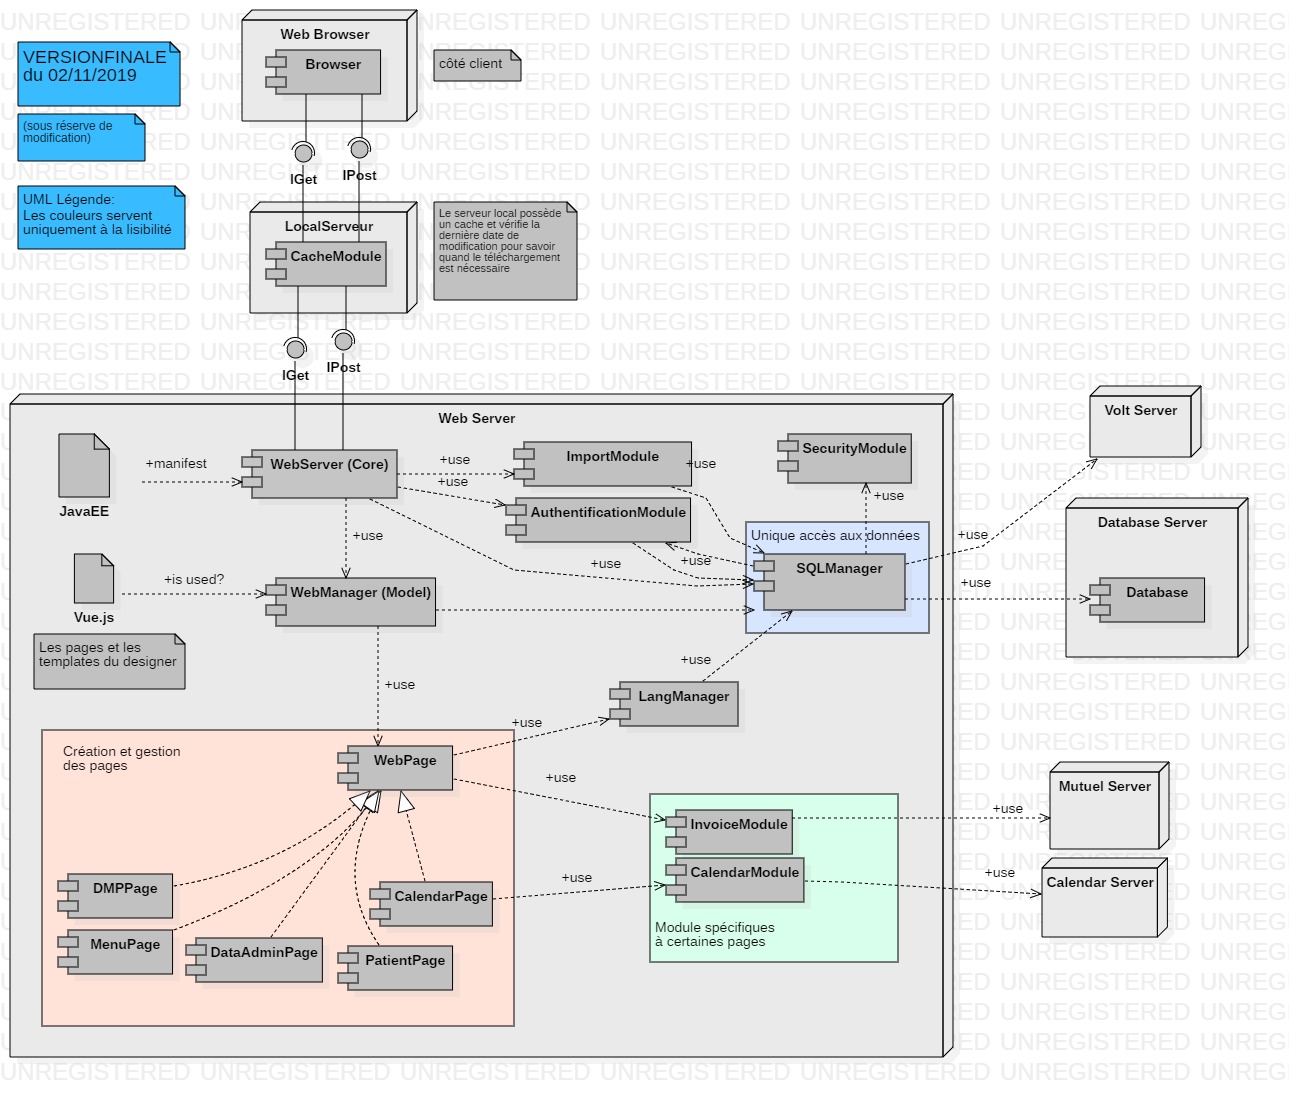 VERSIONFINALE
du 02/11/2019
(sous réserve de
modification)
UML Légende:
Les couleurs servent
uniquement à la lisibilité
Web Browser
Browser
côté client
IGet
IPost
LocalServeur
CacheModule
Le serveur local possède
un cache et vérifie la
dernière date de
modification pour savoir
quand le téléchargement
est nécessaire
IGet
IPost
Web Server
JavaEE
+manifest
WebServer (Core)
+use
+use
ImportModule
+use
AuthentificationModule
SecurityModule
+use
Unique accès aux données
SQLManager
+use
+use
+use
Vue.js
+is used?
WebManager (Model)
Les pages et les
templates du designer
+use
+use
+use
Volt Server
Database Server
Database
+use
LangManager
+use
Création et gestion
des pages
WebPage
+use
InvoiceModule
CalendarModule
Module spécifiques
à certaines pages
+use
Mutuel Server
+use
Calendar Server
DMPPage
MenuPage
DataAdminPage
PatientPage
CalendarPage
+use
UNREGISTERED